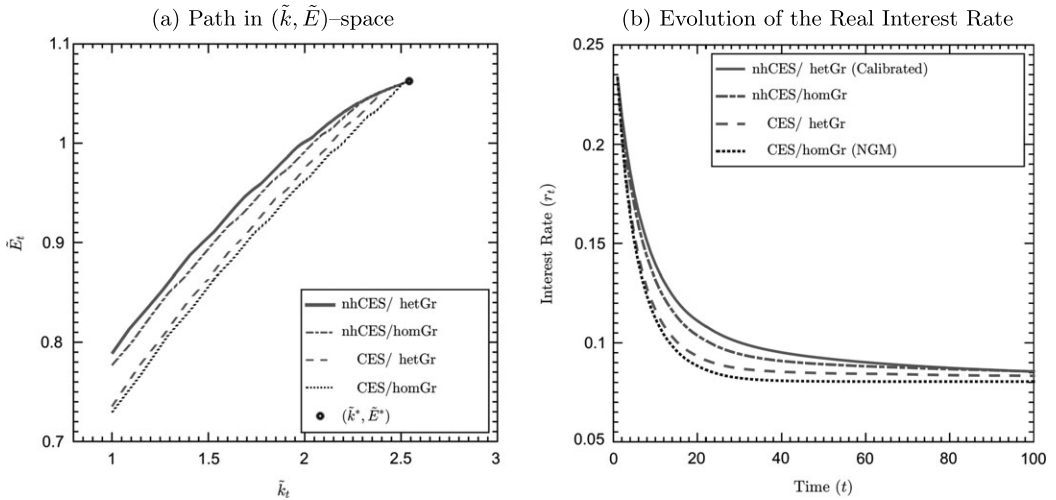 (a) Path in (k̃, Ẽ)–space
1.1
1
0.9
0.8
0.7
Ẽₜ
nhCES/ hetGr
nhCES/homGr
CES/ hetGr
CES/homGr
(k̃*, Ẽ*)
1
1.5
2
2.5
3
k̃ₜ
(b) Evolution of the Real Interest Rate
0.25
0.2
0.15
0.1
0.05
Interest Rate (rₜ)
nhCES/ hetGr (Calibrated)
nhCES/homGr
CES/ hetGr
CES/homGr (NGM)
0
20
40
60
80
100
Time (t)